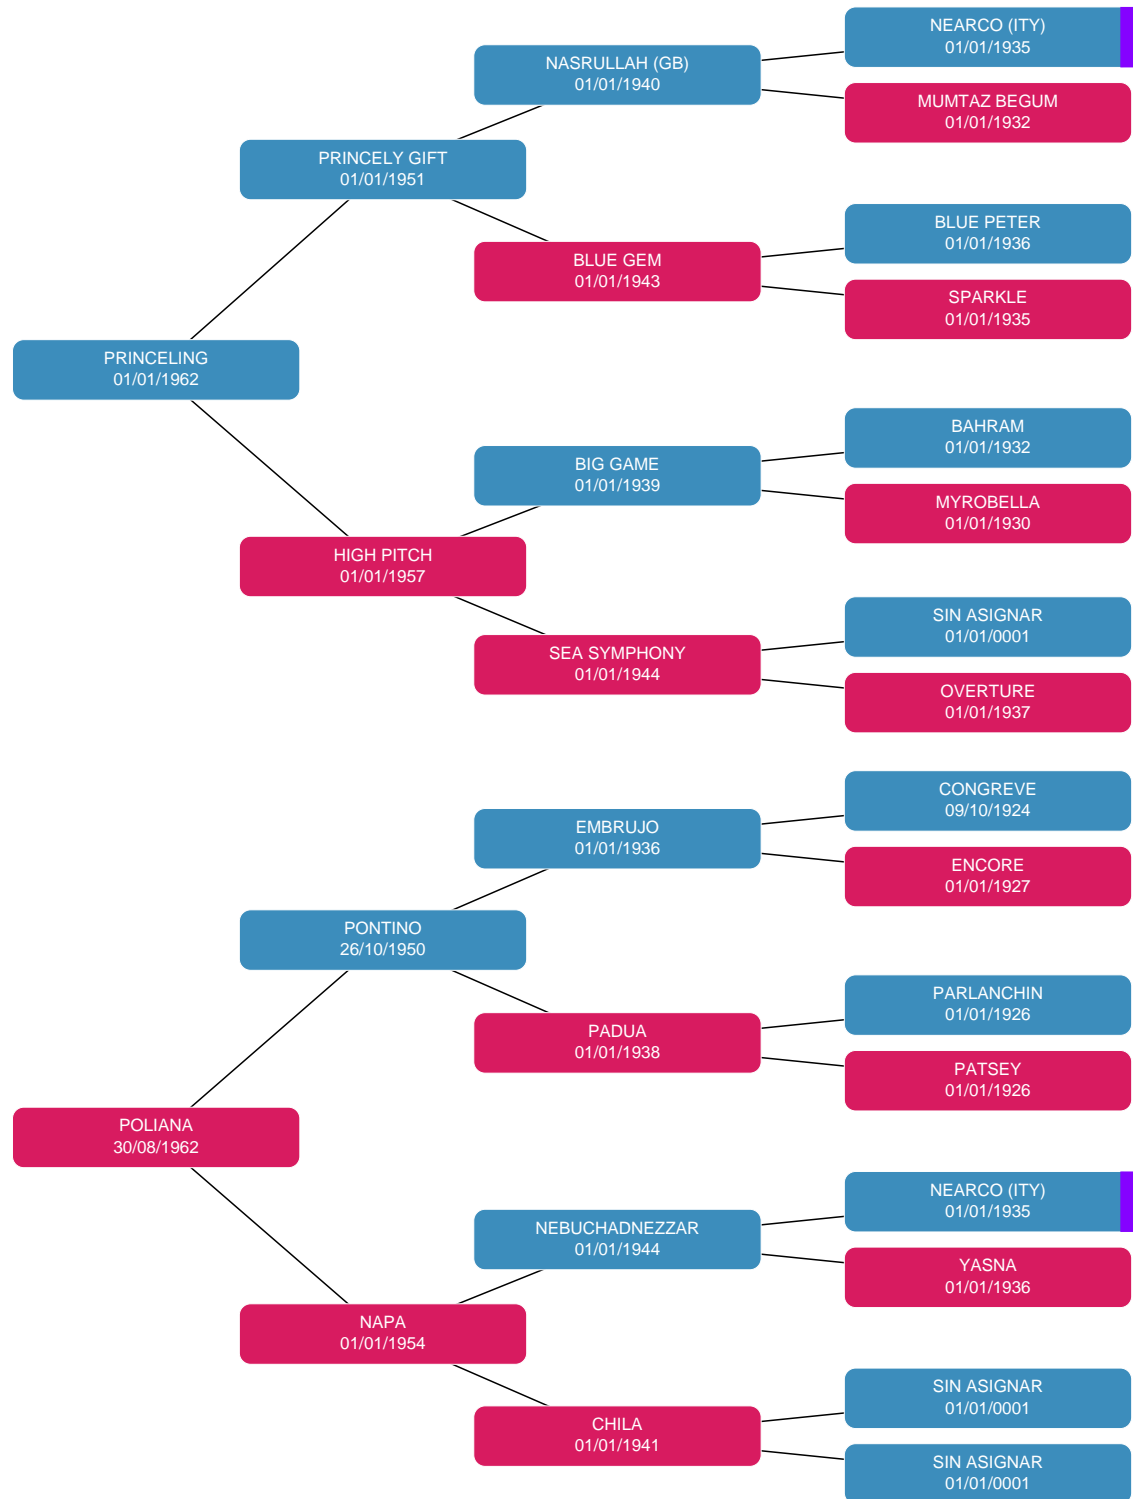 NEARCO (ITY)
01/01/1935
NASRULLAH (GB)
01/01/1940
MUMTAZ BEGUM
01/01/1932
PRINCELY GIFT
01/01/1951
BLUE PETER
01/01/1936
BLUE GEM
01/01/1943
SPARKLE
01/01/1935
PRINCELING
01/01/1962
BAHRAM
01/01/1932
BIG GAME
01/01/1939
MYROBELLA
01/01/1930
HIGH PITCH
01/01/1957
SIN ASIGNAR
01/01/0001
SEA SYMPHONY
01/01/1944
OVERTURE
01/01/1937
CONGREVE
09/10/1924
EMBRUJO
01/01/1936
ENCORE
01/01/1927
PONTINO
26/10/1950
PARLANCHIN
01/01/1926
PADUA
01/01/1938
PATSEY
01/01/1926
POLIANA
30/08/1962
NEARCO (ITY)
01/01/1935
NEBUCHADNEZZAR
01/01/1944
YASNA
01/01/1936
NAPA
01/01/1954
SIN ASIGNAR
01/01/0001
CHILA
01/01/1941
SIN ASIGNAR
01/01/0001